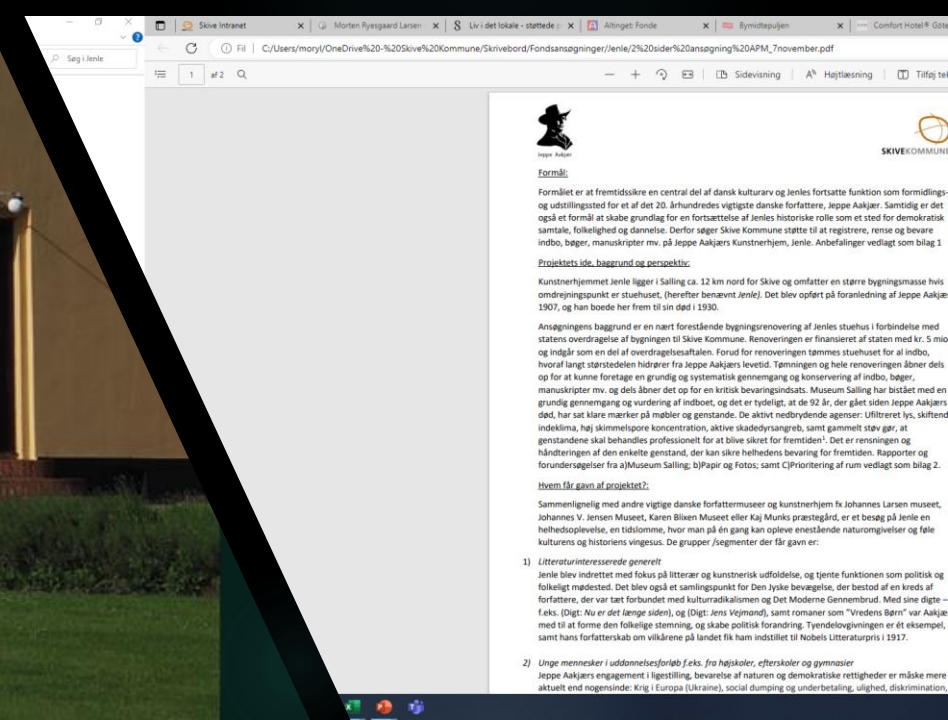 Søg i Jenle
Skive Intranet
Morten Ryesgaard Larsen
Liv i det lokale - støttede
Altinget: Fonde
Bymidtepuljen
Comfort Hotel® Göte
Fil | C:/Users/moryl/OneDrive%20-%20Skive%20Kommune/Skrivebord/Fondsansøgninger/Jenle/2%20sider%20ansøgning%20APM_7november.pdf
1 af 2
Sidevisning
Højtlæsning
Tilføj tek
Jeppe Aakjær
SKIVEKOMMUNE
Formål:
Formålet er at fremtidssikre en central del af dansk kulturarv og Jenles fortsatte funktion som formidlings-
og udstillingssted for et af det 20. århundredes vigtigste danske forfattere, Jeppe Aakjær. Samtidig er det
også et formål at skabe grundlag for en fortsættelse af Jenles historiske rolle som et sted for demokratisk
samtale, folkelighed og dannelse. Derfor søger Skive Kommune støtte til at registrere, rense og bevare
indbo, bøger, manuskripter mv. på Jeppe Aakjærs Kunstnerhjem, Jenle. Anbefalinger vedlagt som bilag 1
Projektets ide, baggrund og perspektiv:
Kunstnerhjemmet Jenle ligger i Salling ca. 12 km nord for Skive og omfatter en større bygningsmasse hvis
omdrejningspunkt er stuehuset, (herefter benævnt Jenle). Det blev opført på foranledning af Jeppe Aakjæ
1907, og han boede her frem til sin død i 1930.
Ansøgningens baggrund er en nært forestående bygningsrenovering af Jenles stuehus i forbindelse med
statens overdragelse af bygningen til Skive Kommune. Renoveringen er finansieret af staten med kr. 5 mio
og indgår som en del af overdragelsesaftalen. Forud for renoveringen tømmes stuehuset for al indbo,
hvoraf langt størstedelen hidrører fra Jeppe Aakjærs levetid. Tømningen og hele renoveringen åbner dels
op for at kunne foretage en grundig og systematisk gennemgang og konservering af indbo, bøger,
manuskripter mv. og dels åbner det op for en kritisk bevaringsindsats. Museum Salling har bistået med en
grundig gennemgang og vurdering af indboet, og det er tydeligt, at de 92 år, der gået siden Jeppe Aakjærs
død, har sat klare mærker på møbler og genstande. De aktivt nedbrydende agenser: Ufiltreret lys, skiftend
indeklima, høj skimmelspore koncentration, aktive skadedyrsangreb, samt gammelt støv gør, at
genstandene skal behandles professionelt for at blive sikret for fremtiden¹. Det er rensningen og
håndteringen af den enkelte genstand, der kan sikre helhedens bevaring for fremtiden. Rapporter og
forundersøgelser fra a)Museum Salling; b)Papir og Fotos; samt C)Prioritering af rum vedlagt som bilag 2.
Hvem får gavn af projektet?:
Sammenlignelig med andre vigtige danske forfattermuseer og kunstnerhjem fx Johannes Larsen museet,
Johannes V. Jensen Museet, Karen Blixen Museet eller Kaj Munks præstegård, er et besøg på Jenle en
helhedsoplevelse, en tidslomme, hvor man på én gang kan opleve enestående naturomgivelser og føle
kulturens og historiens vingesus. De grupper /segmenter der får gavn er:
1) Litteraturinteresserede generelt
Jenle blev indrettet med fokus på litterær og kunstnerisk udfoldelse, og tjente funktionen som politisk og
folkeligt mødested. Det blev også et samlingspunkt for Den Jyske bevægelse, der bestod af en kreds af
forfattere, der var tæt forbundet med kulturradikalismen og Det Moderne Gennembrud. Med sine digte –
f.eks. (Digt: Nu er det længe siden), og (Digt: Jens Vejmand), samt romaner som "Vredens Børn" var Aakjæ
med til at forme den folkelige stemning, og skabe politisk forandring. Tyendelovgivningen er ét eksempel,
samt hans forfatterskab om vilkårene på landet fik ham indstillet til Nobels Litteraturpris i 1917.
2) Unge mennesker i uddannelsesforløb f.eks. fra højskoler, efterskoler og gymnasier
Jeppe Aakjærs engagement i ligestilling, bevarelse af naturen og demokratiske rettigheder er måske mere
aktuelt end nogensinde: Krig i Europa (Ukraine), social dumping og underbetaling, ulighed, diskrimination,